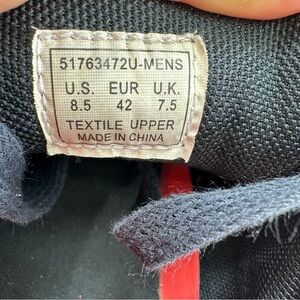 51763472U-MENS
U.S. EUR U.K.
8.5 42 7.5
TEXTILE UPPER
MADE IN CHINA